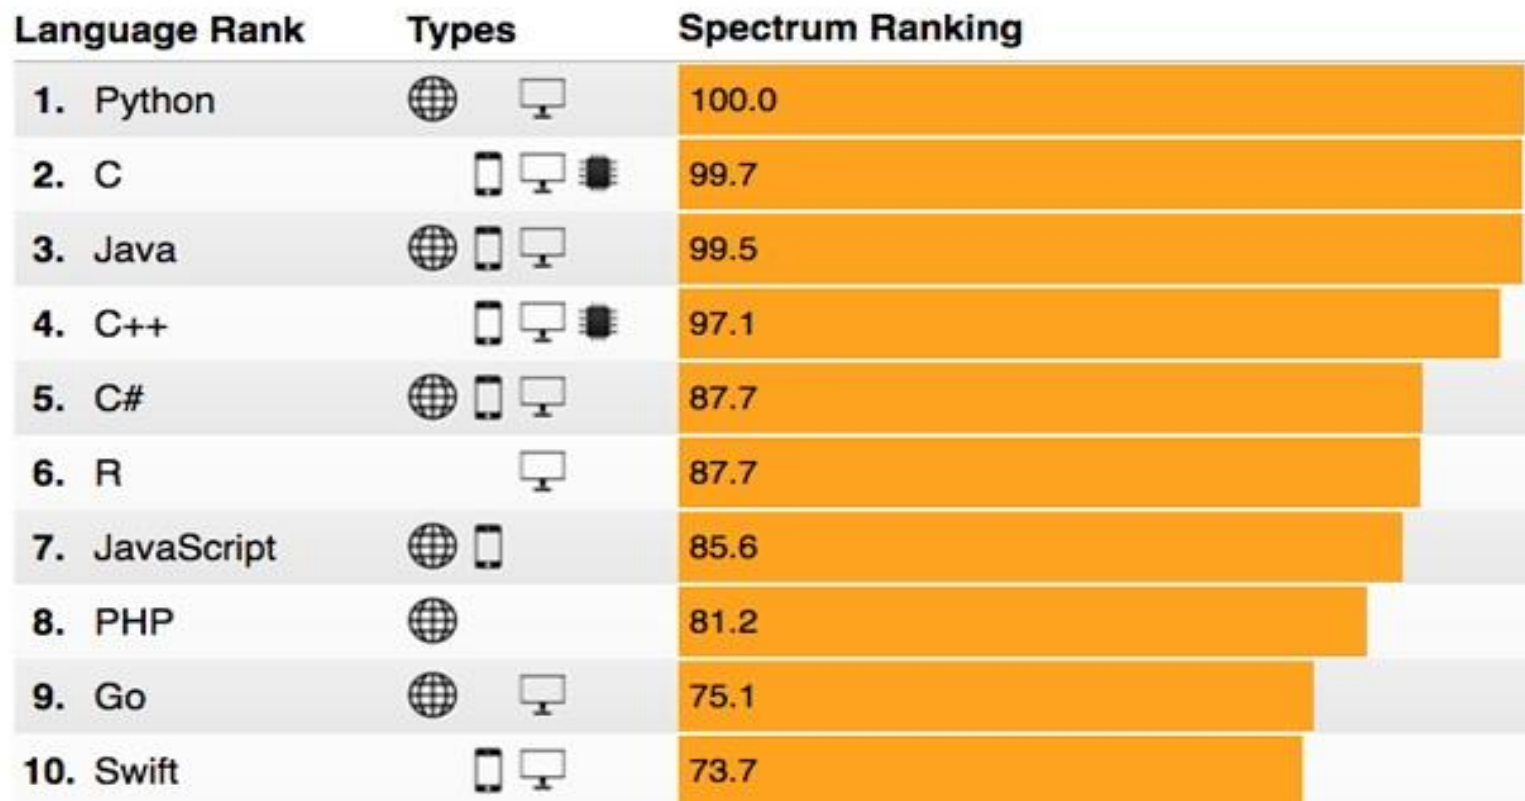 Language Rank Types Spectrum Ranking
1. Python 100.0
2. C 99.7
3. Java 99.5
4. C++ 97.1
5. C# 87.7
6. R 87.7
7. JavaScript 85.6
8. PHP 81.2
9. Go 75.1
10. Swift 73.7